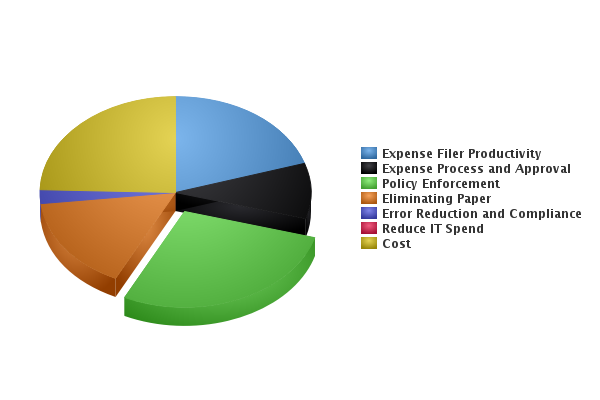 Expense Filer Productivity
Expense Process and Approval
Policy Enforcement
Eliminating Paper
Error Reduction and Compliance
Reduce IT Spend
Cost